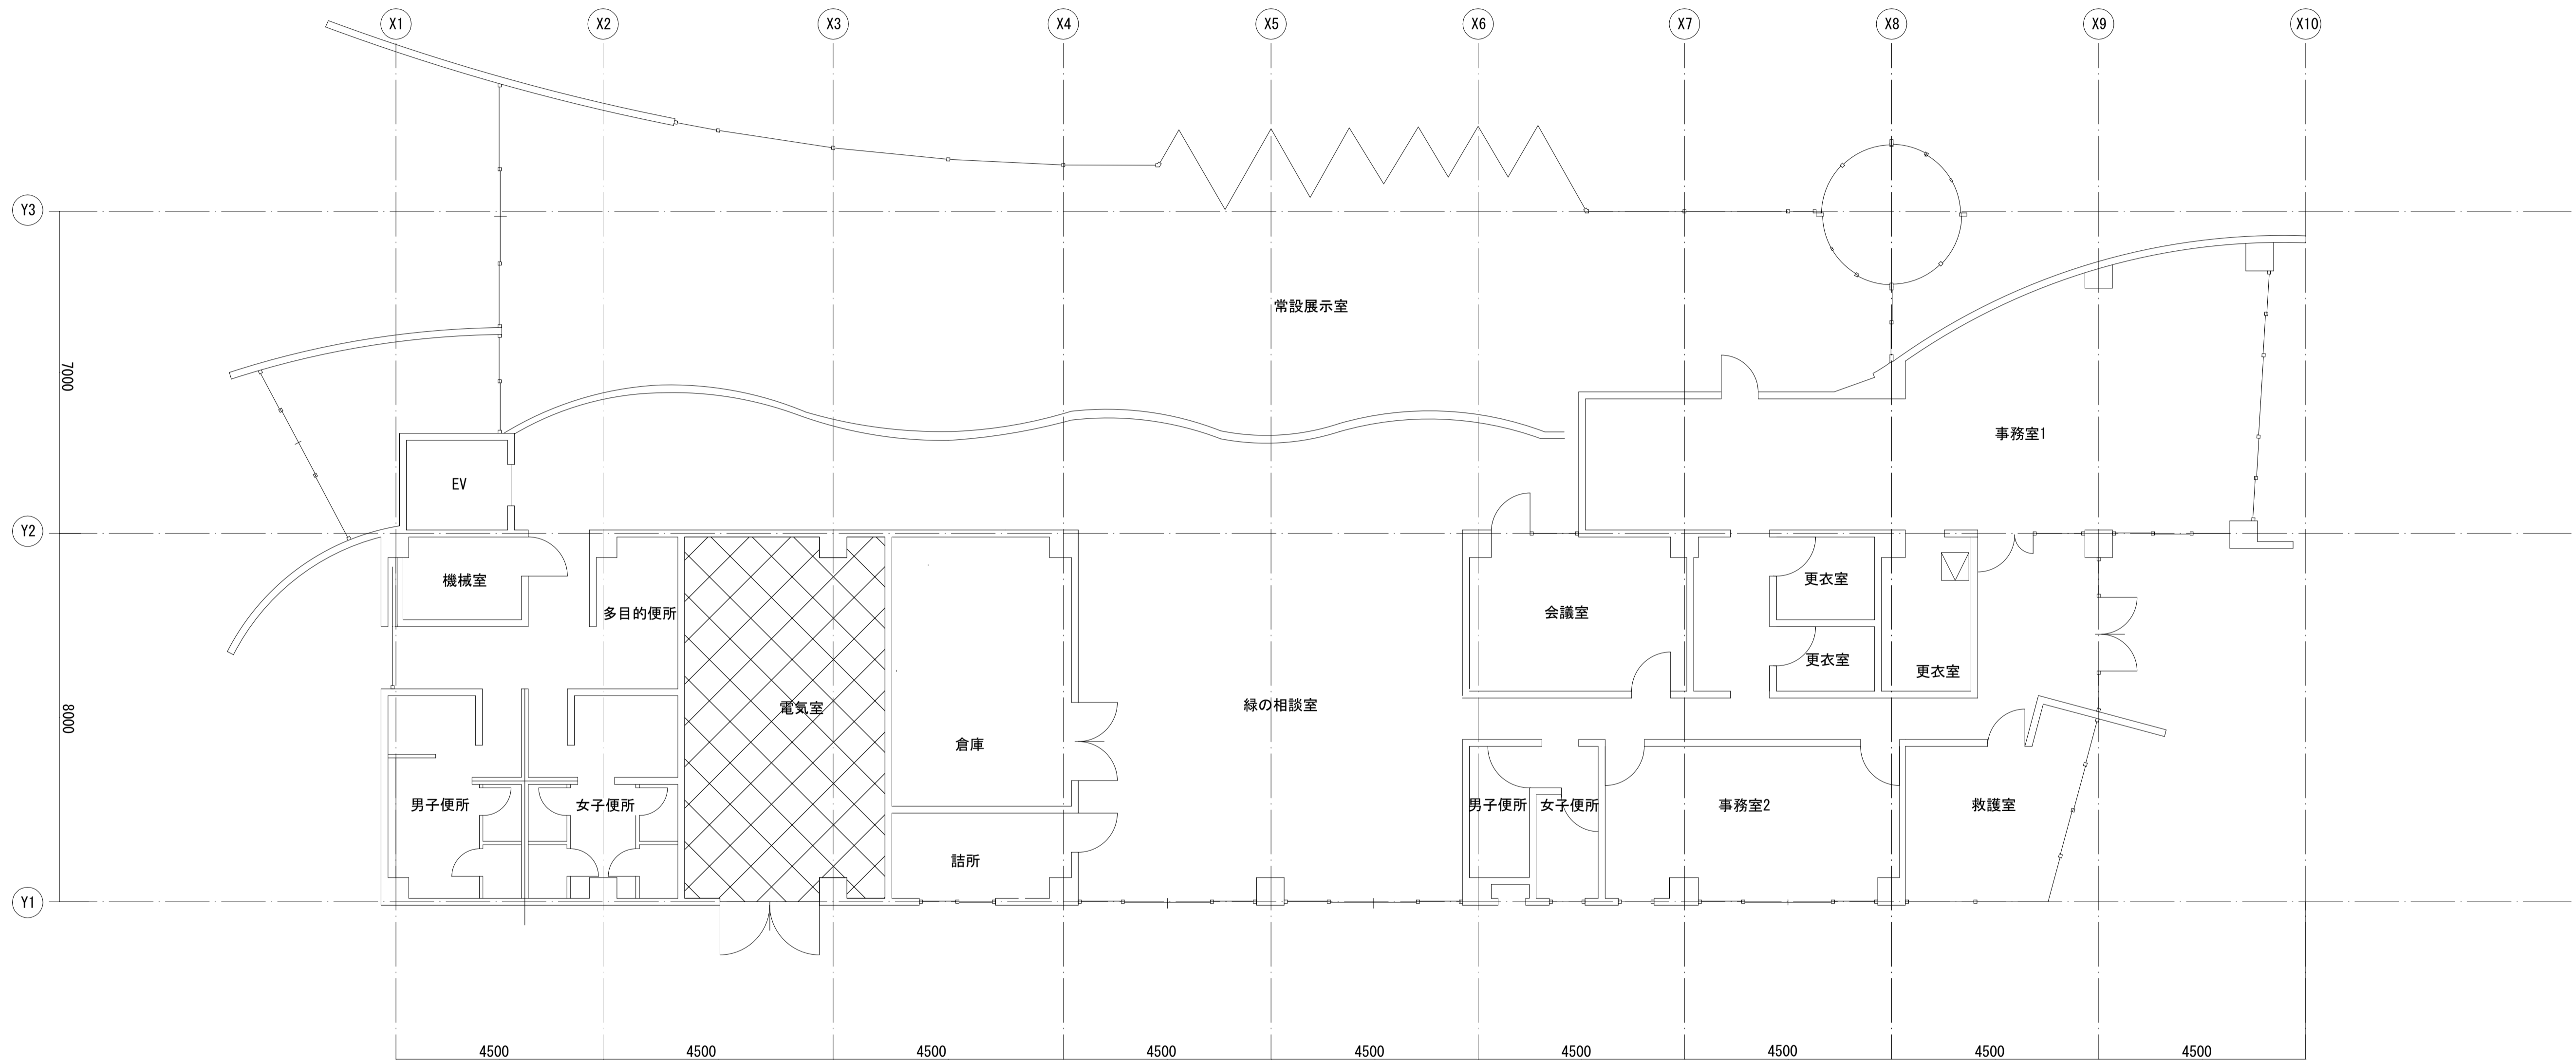 X1
X2
X3
X4
X5
X6
X7
X8
X9
X10
Y3
常設展示室
7000
事務室1
EV
Y2
機械室
更衣室
多目的便所
会議室
更衣室
更衣室
8000
電気室
緑の相談室
倉庫
男子便所
女子便所
男子便所
女子便所
事務室2
救護室
詰所
Y1
4500
4500
4500
4500
4500
4500
4500
4500
4500